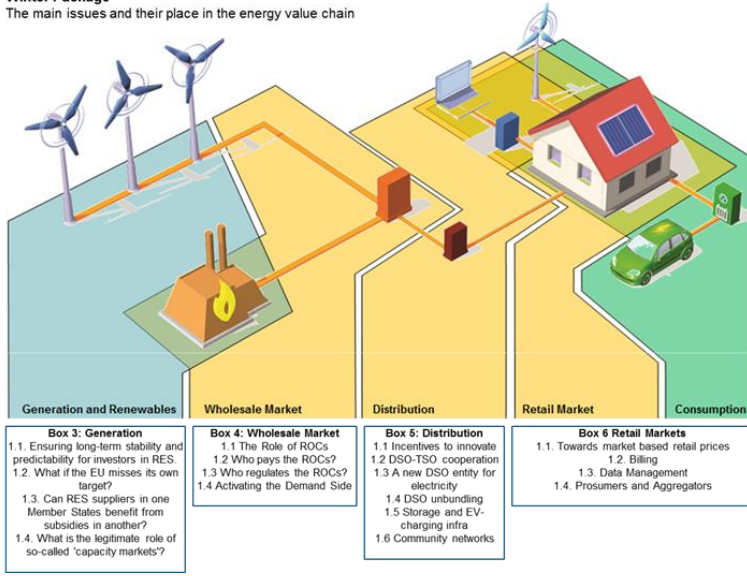 Winter Package
The main issues and their place in the energy value chain
Generation and Renewables
Wholesale Market
Distribution
Retail Market
Consumption
Box 3: Generation
1.1. Ensuring long-term stability and
predictability for investors in RES.
1.2. What if the EU misses its own
target?
1.3. Can RES suppliers in one
Member States benefit from
subsidies in another?
1.4. What is the legitimate role of
so-called 'capacity markets'?
Box 4: Wholesale Market
1.1 The Role of ROCs
1.2 Who pays the ROCs?
1.3 Who regulates the ROCs?
1.4 Activating the Demand Side
Box 5: Distribution
1.1 Incentives to innovate
1.2 DSO-TSO cooperation
1.3 A new DSO entity for
electricity
1.4 DSO unbundling
1.5 Storage and EV-
charging infra
1.6 Community networks
Box 6 Retail Markets
1.1. Towards market based retail prices
1.2. Billing
1.3. Data Management
1.4. Prosumers and Aggregators